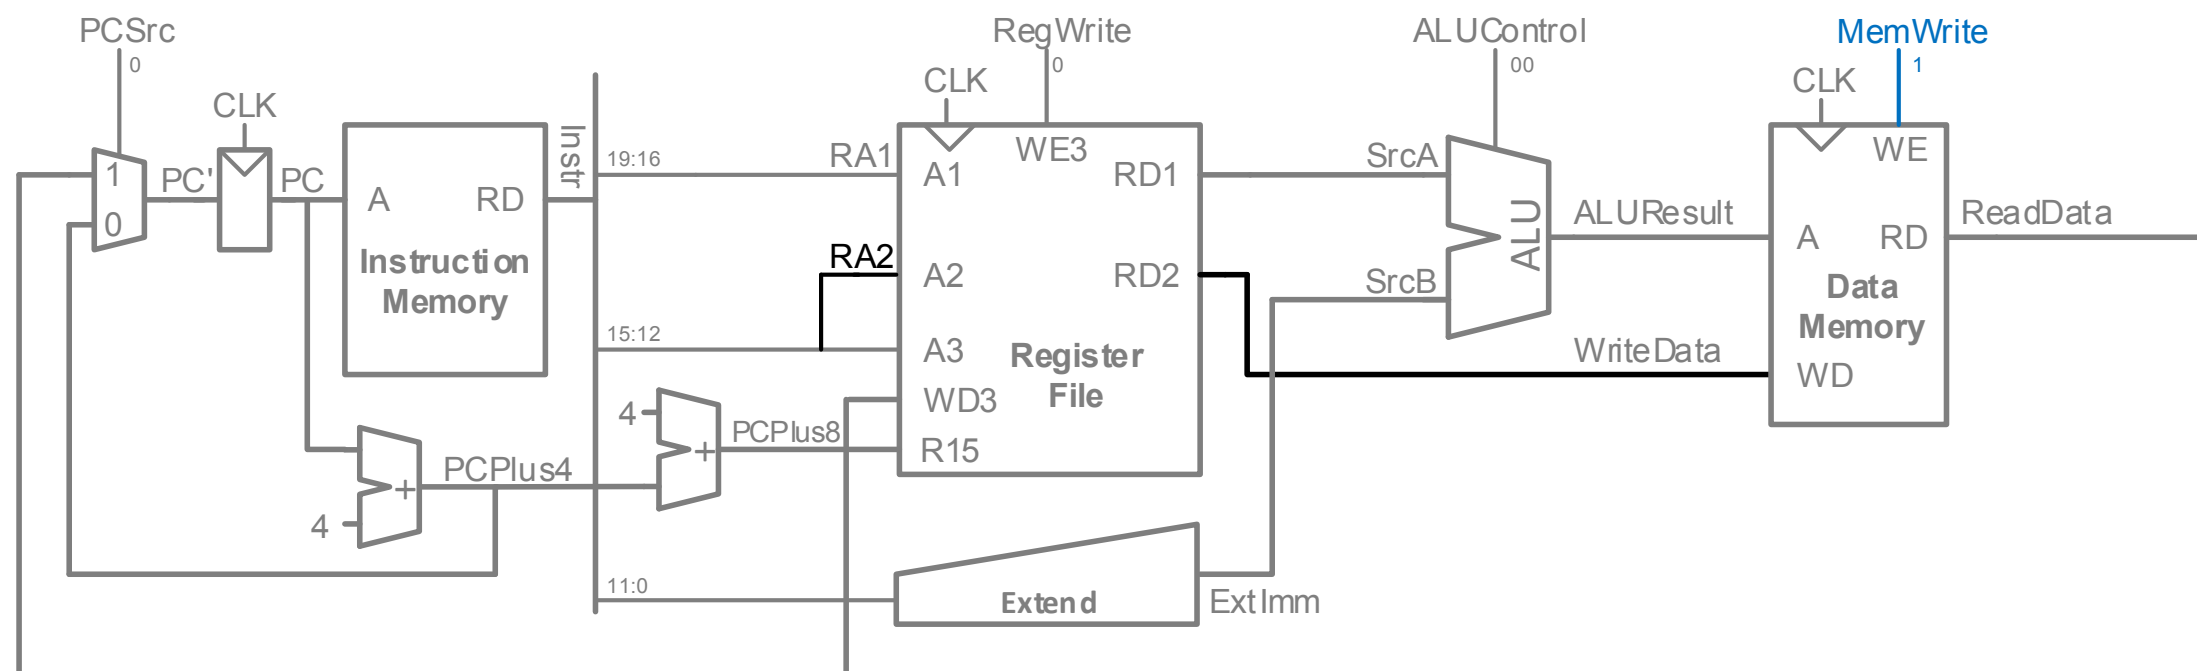 PCSrc
0
RegWrite
0
ALUControl
00
MemWrite
1
CLK
CLK
CLK
1
0
PC'
PC
A
RD
Instruction
Memory
Instr
19:16
RA1
A1
WE3
RD1
SrcA
RA2
A2
RD2
SrcB
ALU
ALUResult
WE
A
RD
ReadData
Data
Memory
WriteData
WD
15:12
A3
Register
File
WD3
4
+
PCPlus8
R15
PCPlus4
+
4
11:0
Extend
ExtImm